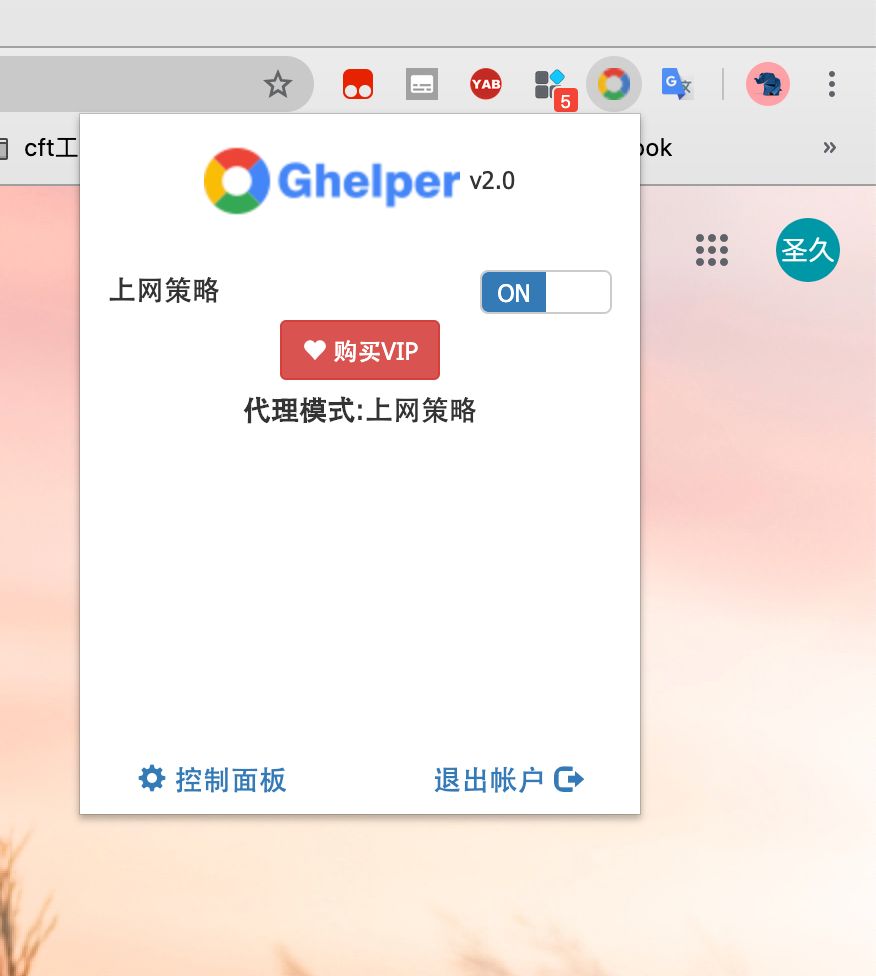 YAB
5
G 文
cft工
ook
»
Ghelper v2.0
圣久
上网策略
ON
购买VIP
代理模式:上网策略
控制面板
退出帐户